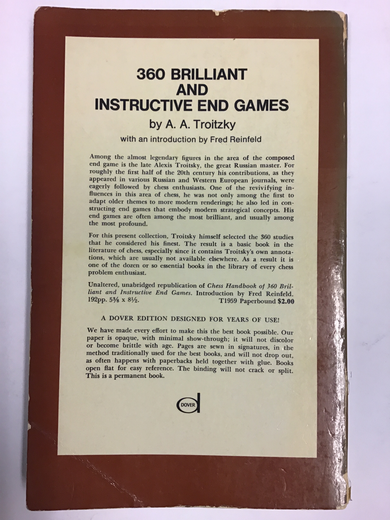 360 BRILLIANT
AND
INSTRUCTIVE END GAMES
by A. A. Troitzky
with an introduction by Fred Reinfeld
Among the almost legendary figures in the area of the composed
end game is the late Alexis Troitsky, the great Russian master. For
roughly the first half of the 20th century his contributions, as they
appeared in various Russian and Western European journals, were
eagerly followed by chess enthusiasts. One of the revivifying in-
fluences in this area of chess, he was not only among the first to
adapt older themes to more modern renderings; he also led in con-
structing end games that embody modern strategical concepts. His
end games are often among the most brilliant, and usually among
the most profound.
For this present collection, Troitzky himself selected the 360 studies
that he considered his finest. The result is a basic book in the
literature of chess, especially since it contains Troitzky's own annota-
tions, which are usually not available elsewhere. As a result it is
one of the dozen or so essential books in the library of every chess
problem enthusiast.
Unaltered, unabridged republication of Chess Handbook of 360 Bril-
liant and Instructive End Games. Introduction by Fred Reinfeld.
192pp. 5⅜ x 8½. T1959 Paperbound $2.00
A DOVER EDITION DESIGNED FOR YEARS OF USE!
We have made every effort to make this the best book possible. Our
paper is opaque, with minimal show-through; it will not discolor
or become brittle with age. Pages are sewn in signatures, in the
method traditionally used for the best books, and will not drop out,
as often happens with paperbacks held together with glue. Books
open flat for easy reference. The binding will not crack or split.
This is a permanent book.
DOVER